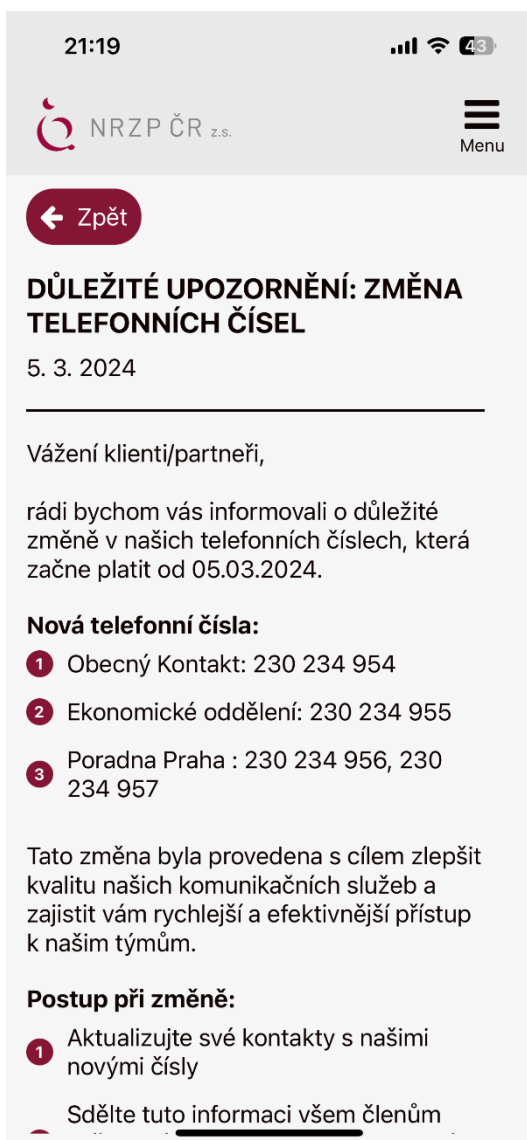 21:19
43
NRZP ČR z.s.
Menu
Zpět
DŮLEŽITÉ UPOZORNĚNÍ: ZMĚNA
TELEFONNÍCH ČÍSEL
5. 3. 2024
Vážení klienti/partneři,
rádi bychom vás informovali o důležité
změně v našich telefonních číslech, která
začne platit od 05.03.2024.
Nová telefonní čísla:
1 Obecný Kontakt: 230 234 954
2 Ekonomické oddělení: 230 234 955
3 Poradna Praha : 230 234 956, 230
234 957
Tato změna byla provedena s cílem zlepšit
kvalitu našich komunikačních služeb a
zajistit vám rychlejší a efektivnější přístup
k našim týmům.
Postup při změně:
1 Aktualizujte své kontakty s našimi
novými čísly
Sdělte tuto informaci všem členům